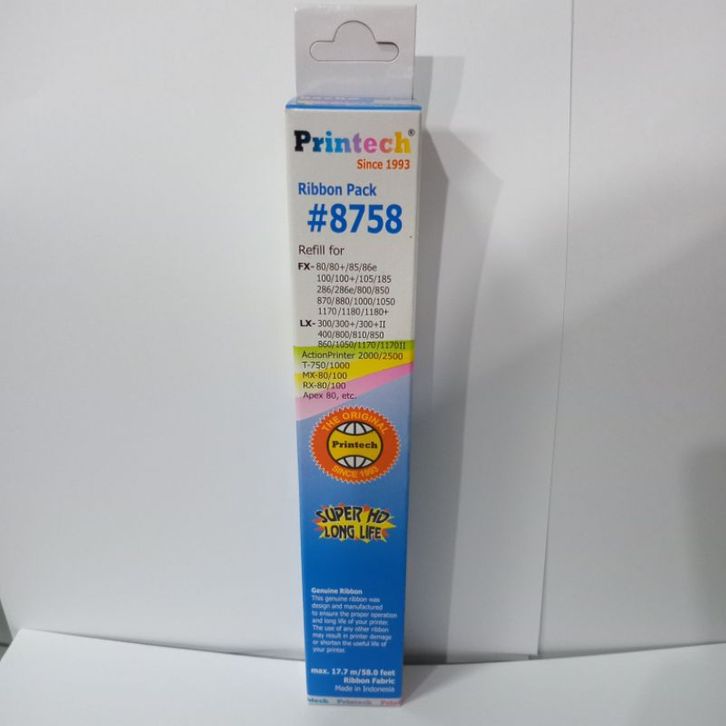 Printech®
Since 1993
Ribbon Pack
#8758
Refill for
FX- 80/80+/85/86e
100/100+/105/185
286/286e/800/850
870/880/1000/1050
1170/1180/1180+
LX- 300/300+/300+II
400/800/810/850
860/1050/1170/1170II
ActionPrinter 2000/2500
T-750/1000
MX-80/100
RX-80/100
Apex 80, etc.
THE ORIGINAL
Printech
SINCE 1993
SUPER HD
LONG LIFE
Genuine Ribbon
This genuine ribbon was
design and manufactured
to ensure the proper operation
and long life of your printer.
The use of any other ribbon
may result in printer damage
or shorten the useful life of
your printer.
max. 17.7 m/58.0 feet
Ribbon Fabric
Made in Indonesia
Printech